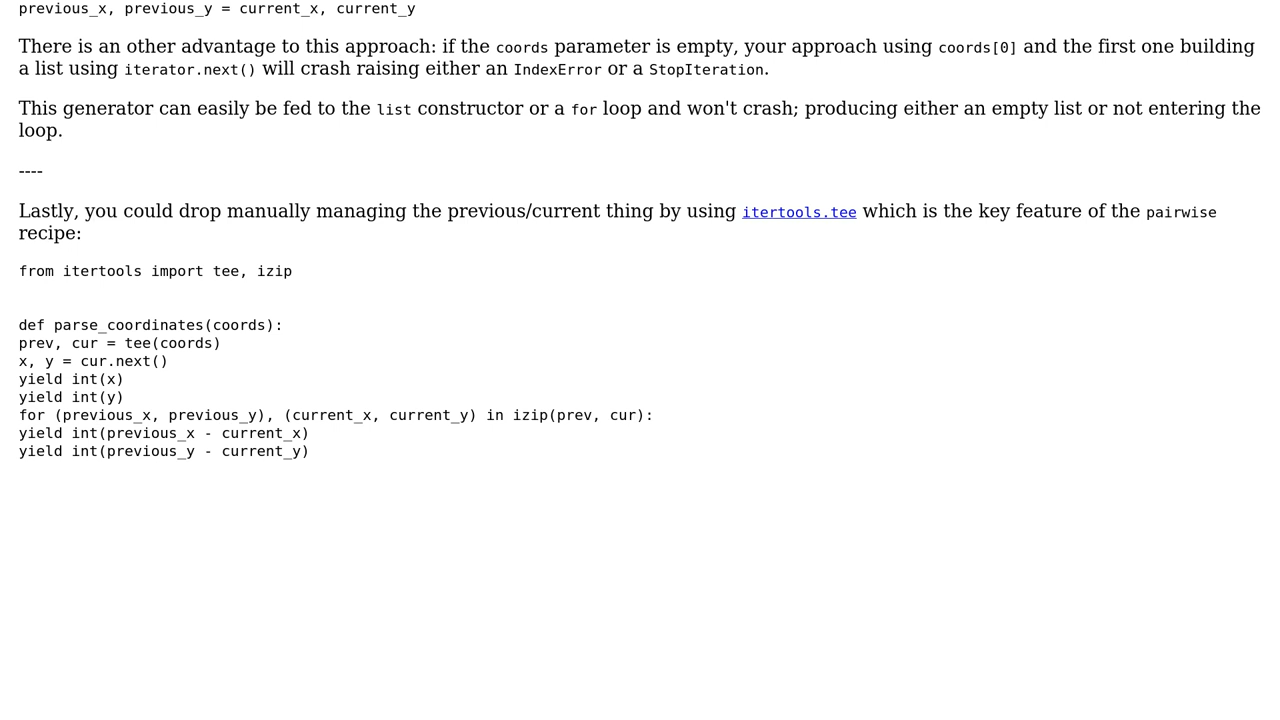 previous_x, previous_y = current_x, current_y
There is an other advantage to this approach: if the coords parameter is empty, your approach using coords[0] and the first one building
a list using iterator.next() will crash raising either an IndexError or a StopIteration.
This generator can easily be fed to the list constructor or a for loop and won't crash; producing either an empty list or not entering the
loop.
----
Lastly, you could drop manually managing the previous/current thing by using itertools.tee which is the key feature of the pairwise
recipe:
from itertools import tee, izip
def parse_coordinates(coords):
prev, cur = tee(coords)
x, y = cur.next()
yield int(x)
yield int(y)
for (previous_x, previous_y), (current_x, current_y) in izip(prev, cur):
yield int(previous_x - current_x)
yield int(previous_y - current_y)